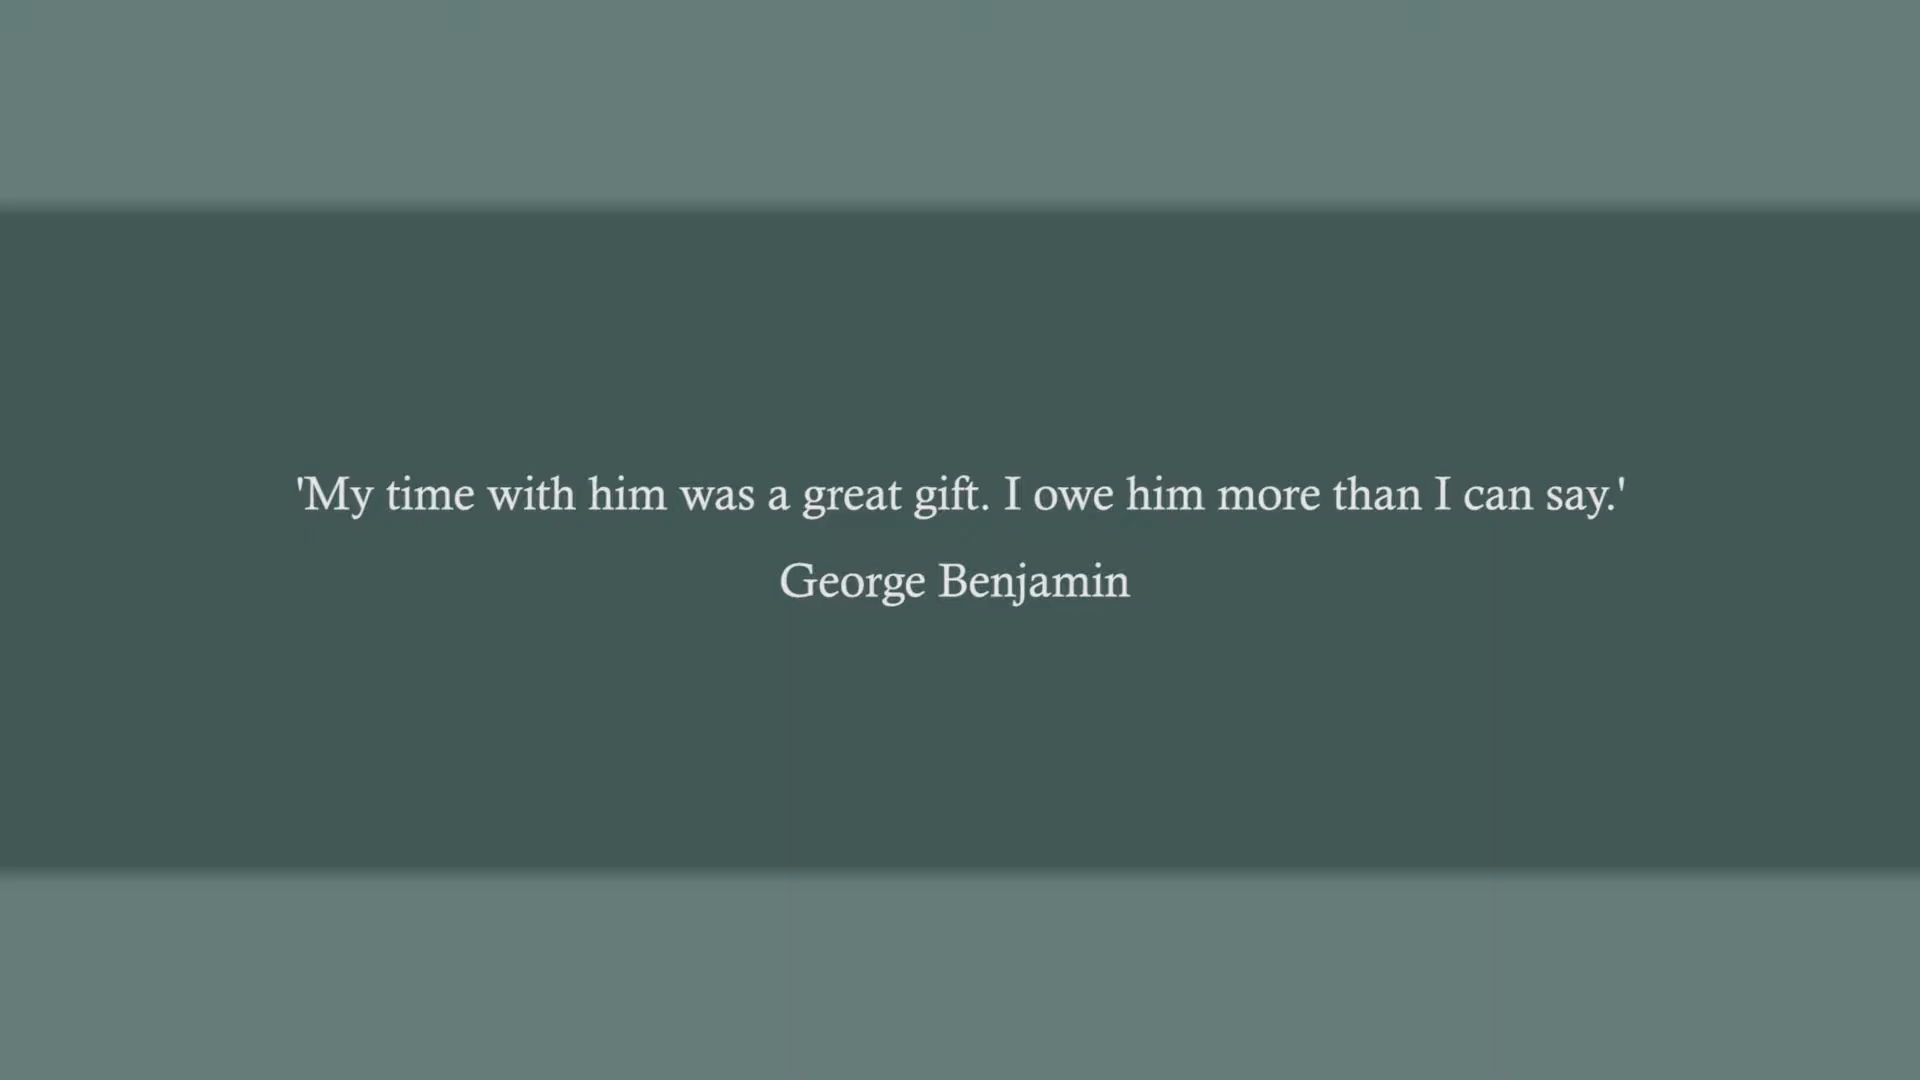 'My time with him was a great gift. I owe him more than I can say.'
George Benjamin